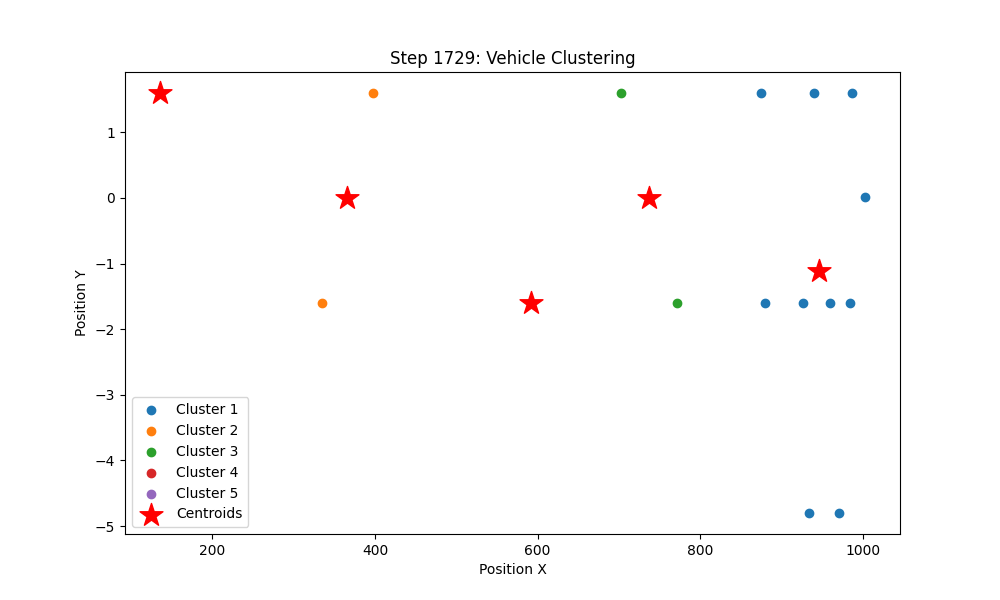 Step 1729: Vehicle Clustering
Position Y
1
0
−1
−2
−3
−4
−5
Cluster 1
Cluster 2
Cluster 3
Cluster 4
Cluster 5
Centroids
200 400 600 800 1000
Position X